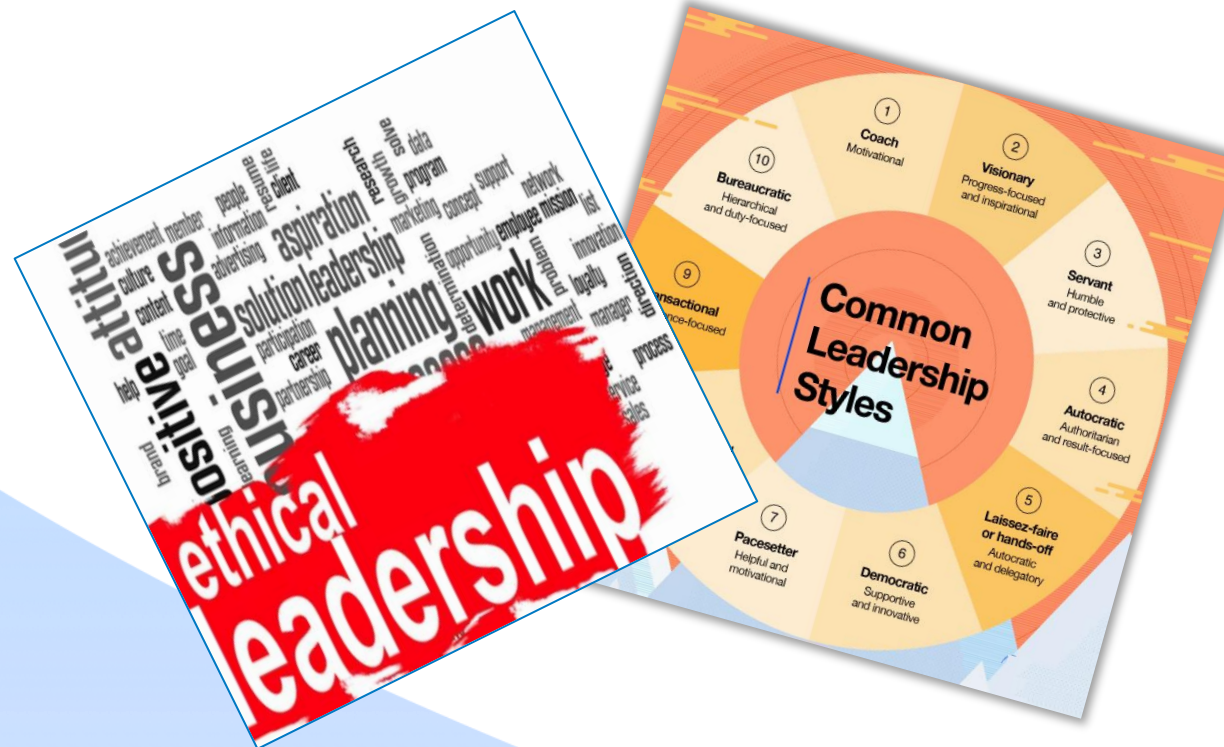 solve
data
research
growth
program
support
life
resume
client
people
information
advertising
aspiration
marketing
concept
network
list
achievement
member
culture
content
time
goal
solution
leadership
opportunity
employee
mission
innovation
determination
problem
loyalty
direction
participation
career
partnership
planning
work
management
manager
process
help
brand
ethical
leadership
Common
Leadership
Styles
1
Coach
Motivational
2
Visionary
Progress-focused
and inspirational
3
Servant
Humble
and protective
4
Autocratic
Authoritarian
and result-focused
5
Laissez-faire
or hands-off
Autocratic
and delegatory
6
Democratic
Supportive
and innovative
7
Pacesetter
Helpful and
motivational
9
10
Bureaucratic
Hierarchical
and duty-focused